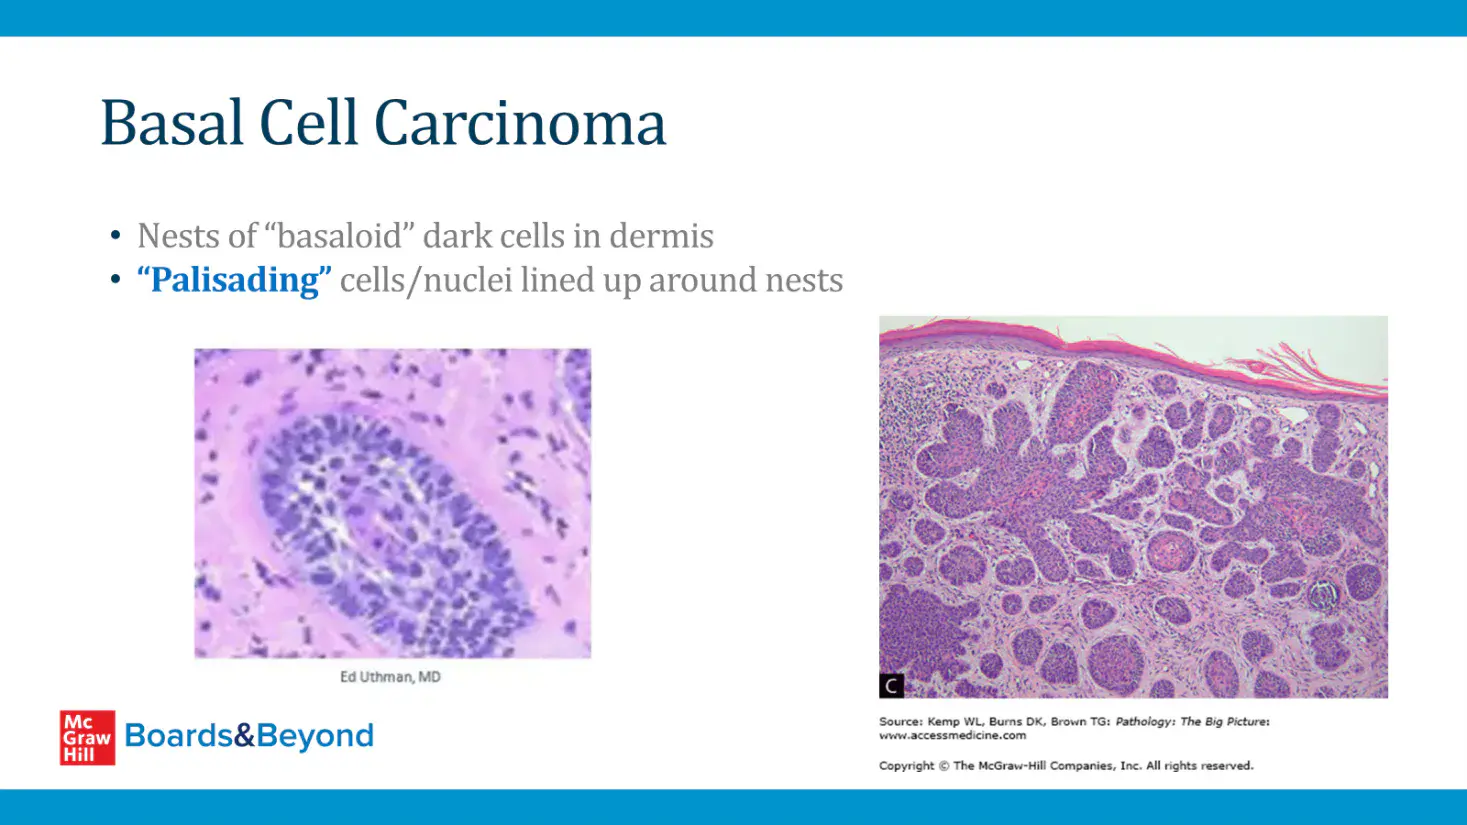 Basal Cell Carcinoma
• Nests of “basaloid” dark cells in dermis
• “Palisading” cells/nuclei lined up around nests
Ed Uthman, MD
C
Mc
Graw
Hill
Boards&Beyond
Source: Kemp WL, Burns DK, Brown TG: Pathology: The Big Picture:
www.accessmedicine.com
Copyright © The McGraw-Hill Companies, Inc. All rights reserved.